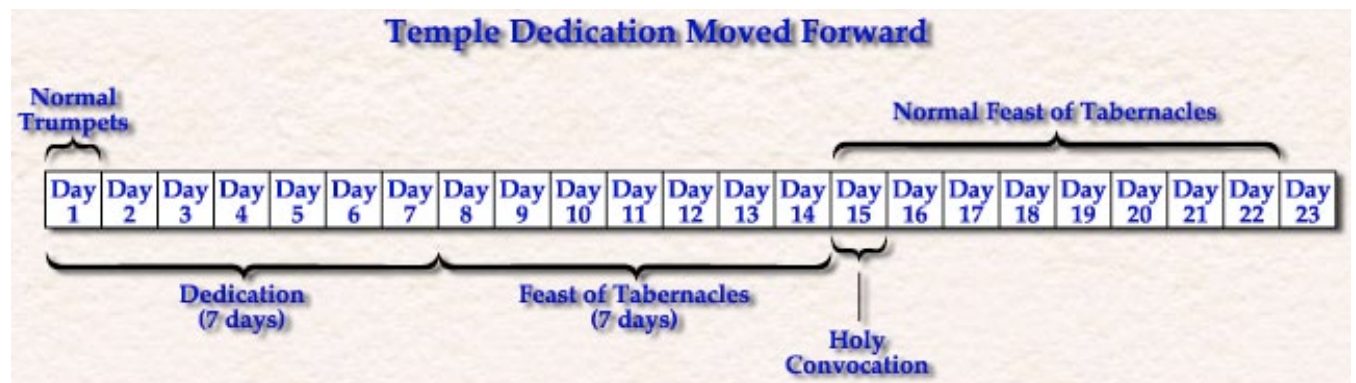 Temple Dedication Moved Forward
Normal
Trumpets
Normal Feast of Tabernacles
Day Day Day Day Day Day Day Day Day Day Day Day Day Day Day Day Day Day Day Day Day Day Day
1 2 3 4 5 6 7 8 9 10 11 12 13 14 15 16 17 18 19 20 21 22 23
Dedication
(7 days)
Feast of Tabernacles
(7 days)
Holy
Convocation